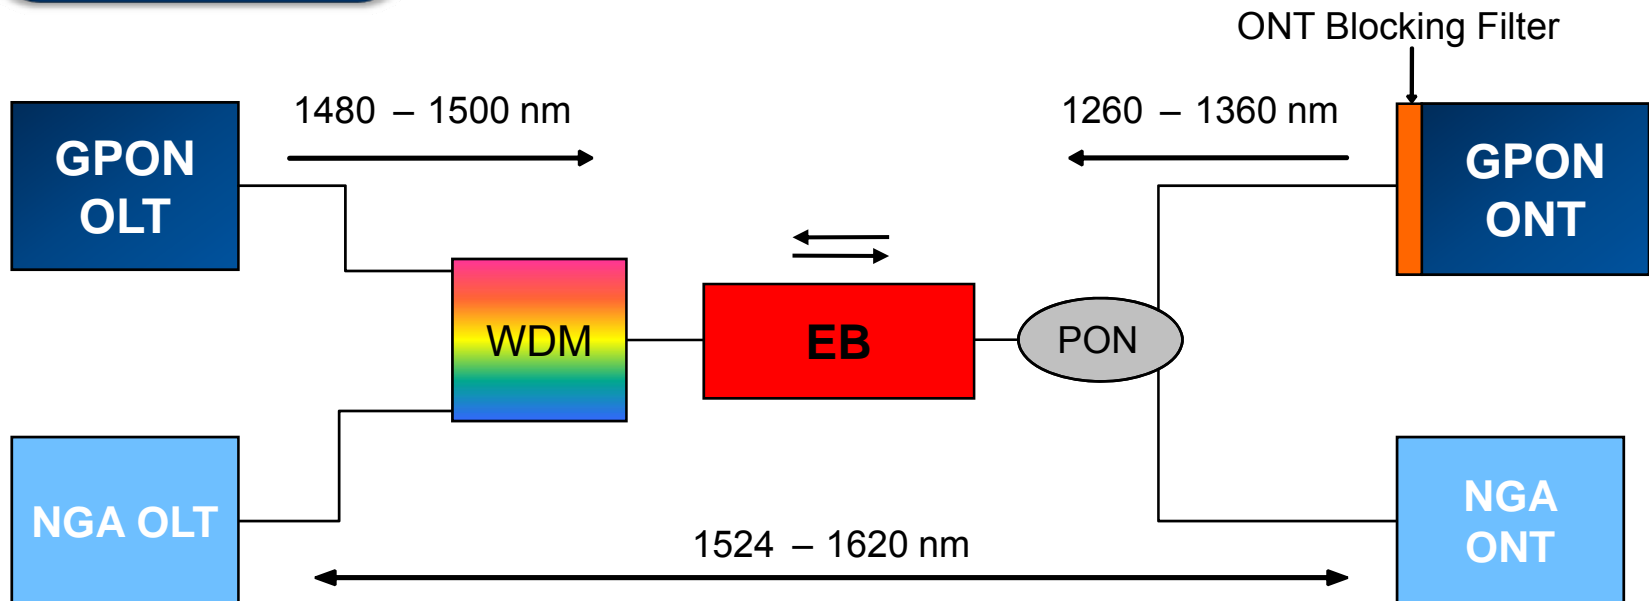 ONT Blocking Filter
1480 – 1500 nm
1260 – 1360 nm
GPON
OLT
GPON
ONT
WDM
EB
PON
NGA OLT
NGA
ONT
1524 – 1620 nm